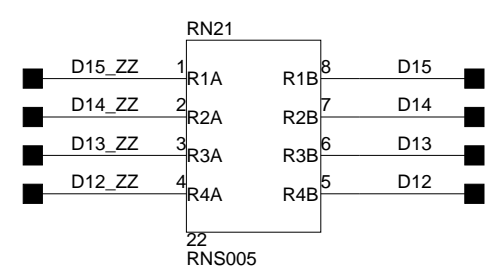 RN21
D15_ZZ 1 R1A R1B 8 D15
D14_ZZ 2 R2A R2B 7 D14
D13_ZZ 3 R3A R3B 6 D13
D12_ZZ 4 R4A R4B 5 D12
22
RNS005